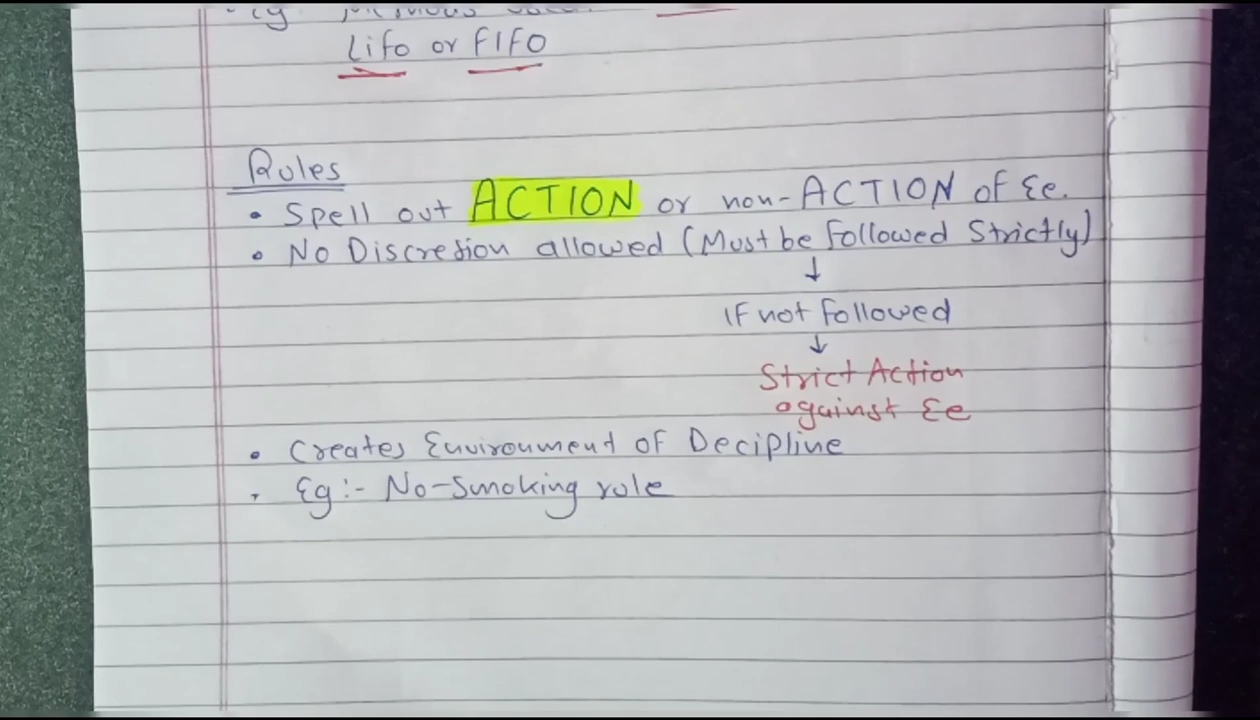 Eg
Lifo or FIFO
Rules
• Spell out ACTION or non-ACTION of Ee.
• No Discretion allowed (Must be Followed Strictly)
↓
IF not Followed
↓
Strict Action
against Ee
• Creates Environment of Decipline
• Eg:- No-Smoking rule